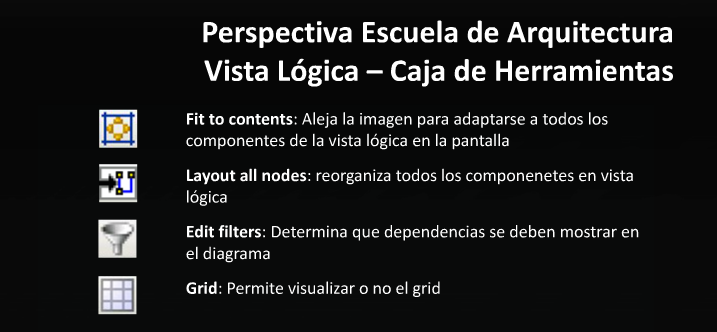 Perspectiva Escuela de Arquitectura
Vista Lógica – Caja de Herramientas
Fit to contents: Aleja la imagen para adaptarse a todos los
componentes de la vista lógica en la pantalla
Layout all nodes: reorganiza todos los componenetes en vista
lógica
Edit filters: Determina que dependencias se deben mostrar en
el diagrama
Grid: Permite visualizar o no el grid